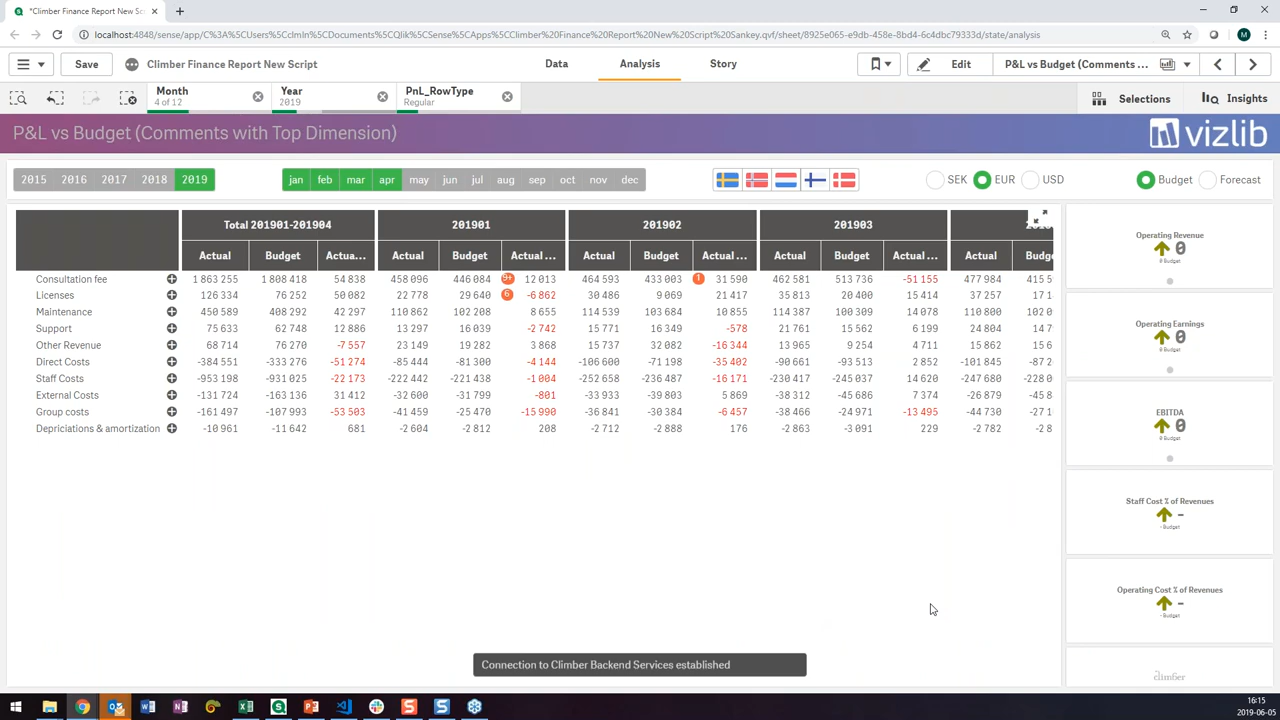 *Climber Finance Report New Scr
localhost:4848/sense/app/C%3A%5CUsers%5Cclmln%5CDocuments%5CQlik%5CSense%5CApps%5CClimber%20Finance%20Report%20New%20Script%20Sankey.qvf/sheet/8925e065-e9db-458e-8bd4-6c4dbc79333d/state/analysis
M
Save Climber Finance Report New Script Data Analysis Story Edit P&L vs Budget (Comments ...
Month 4 of 12 Year 2019 PnL_RowType Regular Selections Insights
P&L vs Budget (Comments with Top Dimension) vizlib
2015 2016 2017 2018 2019 jan feb mar apr may jun jul aug sep oct nov dec SEK EUR USD Budget Forecast
Total 201901-201904 201901 201902 201903
Actual Budget Actua... Actual Budget Actual ... Actual Budget Actual ... Actual Budget Actual ... Actual Budg
Consultation fee 1 863 255 1 808 418 54 838 458 096 446 084 9+ 12 013 464 593 433 003 1 31 590 462 581 513 736 -51 155 477 984 415 5
Licenses 126 334 76 252 50 082 22 778 29 640 6 -6 862 30 486 9 069 21 417 35 813 20 400 15 414 37 257 17 1
Maintenance 450 589 408 292 42 297 110 862 102 208 8 655 114 539 103 684 10 855 114 387 100 309 14 078 110 800 102 0
Support 75 633 62 748 12 886 13 297 16 039 -2 742 15 771 16 349 -578 21 761 15 562 6 199 24 804 14 7
Other Revenue 68 714 76 270 -7 557 23 149 19 282 3 868 15 737 32 082 -16 344 13 965 9 254 4 711 15 862 15 6
Direct Costs -384 551 -333 276 -51 274 -85 444 -81 300 -4 144 -106 600 -71 198 -35 402 -90 661 -93 513 2 852 -101 845 -87 2
Staff Costs -953 198 -931 025 -22 173 -222 442 -221 438 -1 004 -252 658 -236 487 -16 171 -230 417 -245 037 14 620 -247 680 -228 0
External Costs -131 724 -163 136 31 412 -32 600 -31 799 -801 -33 933 -39 803 5 869 -38 312 -45 686 7 374 -26 879 -45 8
Group costs -161 497 -107 993 -53 503 -41 459 -25 470 -15 990 -36 841 -30 384 -6 457 -38 466 -24 971 -13 495 -44 730 -27 1
Depriciations & amortization -10 961 -11 642 681 -2 604 -2 812 208 -2 712 -2 888 176 -2 863 -3 091 229 -2 782 -2 8
Operating Revenue
0
0 Budget
Operating Earnings
0
0 Budget
EBITDA
0
0 Budget
Staff Cost % of Revenues
-
- Budget
Operating Cost % of Revenues
-
- Budget
climber
Connection to Climber Backend Services established
16:15
2019-06-05